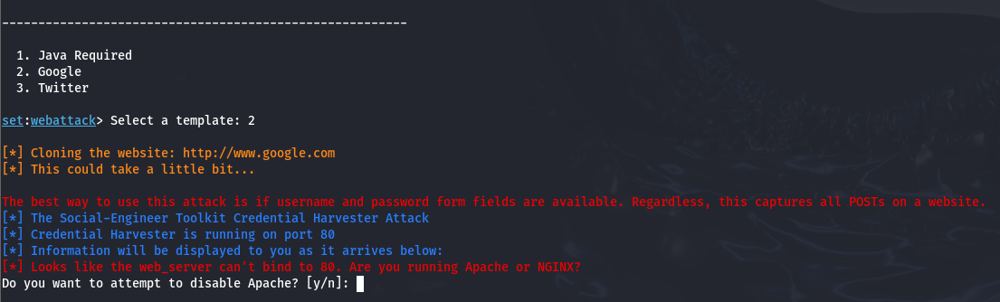 --------------------------------------------------------
1. Java Required
2. Google
3. Twitter
set:webattack> Select a template: 2
[*] Cloning the website: http://www.google.com
[*] This could take a little bit...
The best way to use this attack is if username and password form fields are available. Regardless, this captures all POSTs on a website.
[*] The Social-Engineer Toolkit Credential Harvester Attack
[*] Credential Harvester is running on port 80
[*] Information will be displayed to you as it arrives below:
[*] Looks like the web_server can't bind to 80. Are you running Apache or NGINX?
Do you want to attempt to disable Apache? [y/n]: